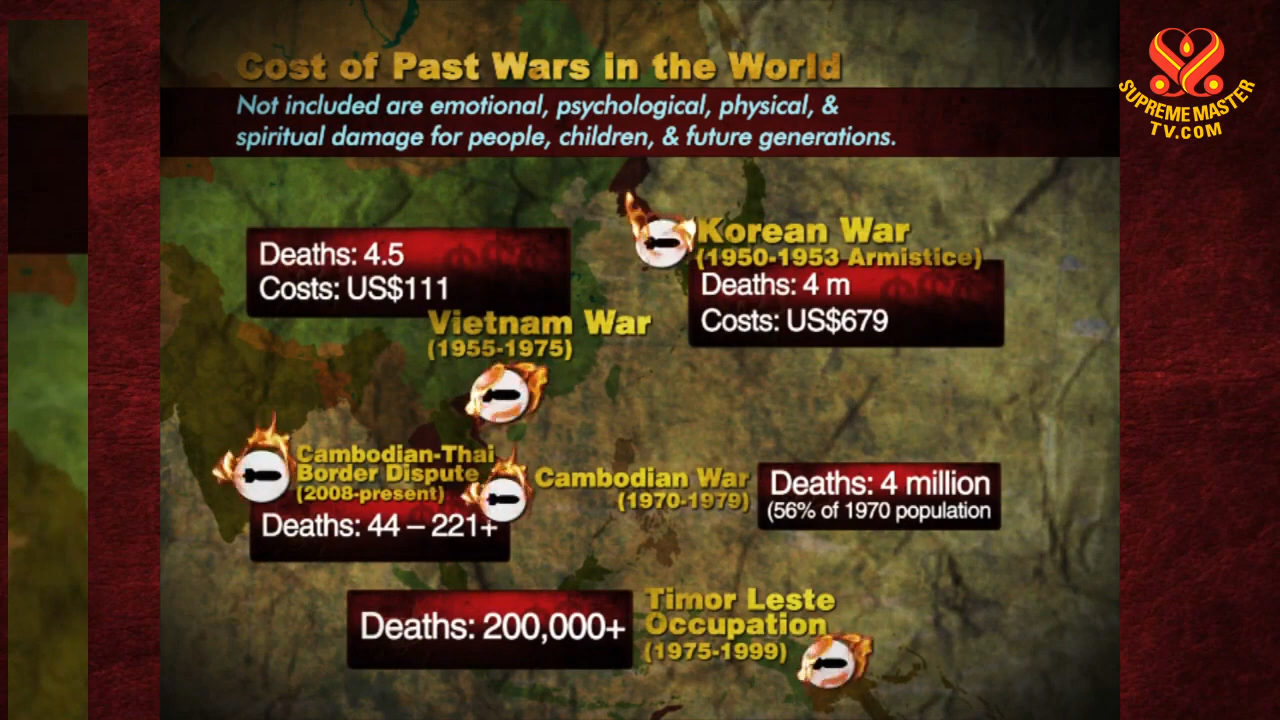 Cost of Past Wars in the World
Not included are emotional, psychological, physical, &
spiritual damage for people, children, & future generations.
SUPREME MASTER
TV.COM
Korean War
(1950-1953 Armistice)
Deaths: 4 m
Costs: US$679
Deaths: 4.5
Costs: US$111
Vietnam War
(1955-1975)
Cambodian-Thai
Border Dispute
(2008-present)
Deaths: 44 – 221+
Cambodian War
(1970-1979)
Deaths: 4 million
(56% of 1970 population
Deaths: 200,000+
Timor Leste
Occupation
(1975-1999)